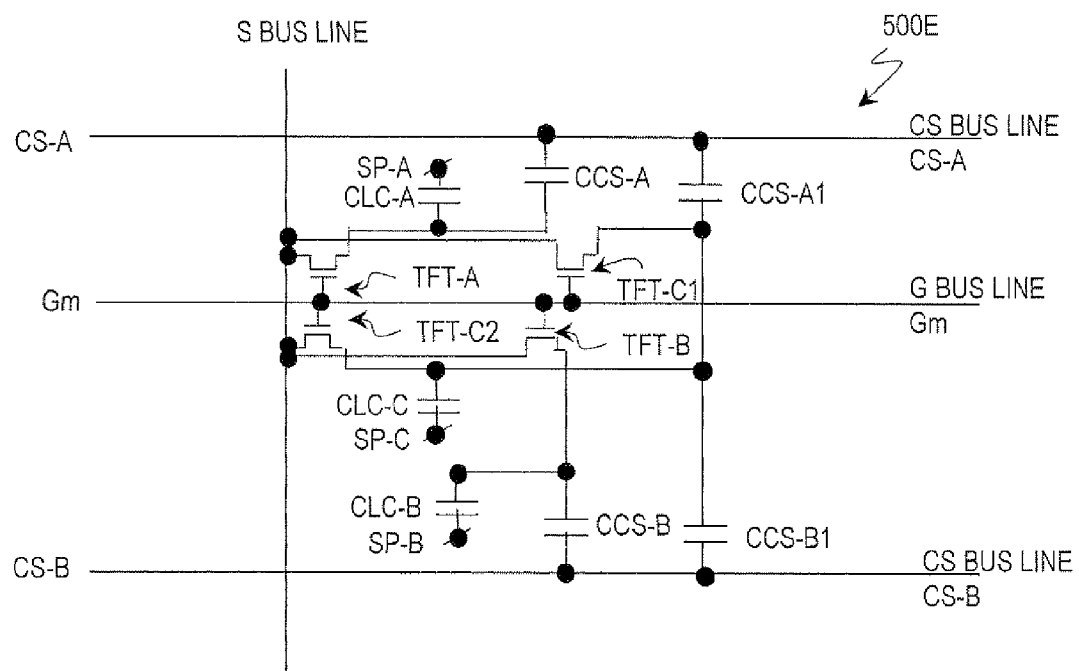 500E
S BUS LINE
CS-A
CS BUS LINE
CS-A
SP-A
CLC-A
CCS-A
CCS-A1
TFT-A
TFT-C1
Gm
G BUS LINE
Gm
TFT-C2
TFT-B
CLC-C
SP-C
CLC-B
SP-B
CCS-B
CCS-B1
CS-B
CS BUS LINE
CS-B